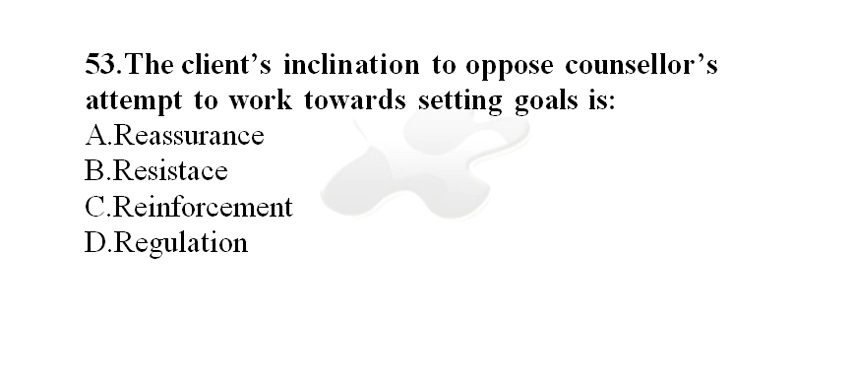 53.The client's inclination to oppose counsellor's
attempt to work towards setting goals is:
A.Reassurance
B.Resistace
C.Reinforcement
D.Regulation